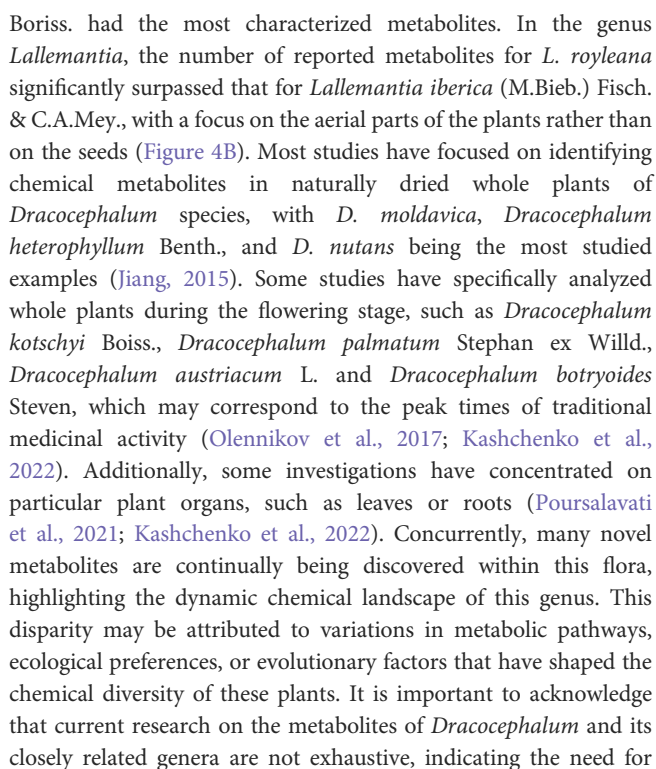 Boriss. had the most characterized metabolites. In the genus
Lallemantia, the number of reported metabolites for L. royleana
significantly surpassed that for Lallemantia iberica (M.Bieb.) Fisch.
& C.A.Mey., with a focus on the aerial parts of the plants rather than
on the seeds (Figure 4B). Most studies have focused on identifying
chemical metabolites in naturally dried whole plants of
Dracocephalum species, with D. moldavica, Dracocephalum
heterophyllum Benth., and D. nutans being the most studied
examples (Jiang, 2015). Some studies have specifically analyzed
whole plants during the flowering stage, such as Dracocephalum
kotschyi Boiss., Dracocephalum palmatum Stephan ex Willd.,
Dracocephalum austriacum L. and Dracocephalum botryoides
Steven, which may correspond to the peak times of traditional
medicinal activity (Olennikov et al., 2017; Kashchenko et al.,
2022). Additionally, some investigations have concentrated on
particular plant organs, such as leaves or roots (Poursalavati
et al., 2021; Kashchenko et al., 2022). Concurrently, many novel
metabolites are continually being discovered within this flora,
highlighting the dynamic chemical landscape of this genus. This
disparity may be attributed to variations in metabolic pathways,
ecological preferences, or evolutionary factors that have shaped the
chemical diversity of these plants. It is important to acknowledge
that current research on the metabolites of Dracocephalum and its
closely related genera are not exhaustive, indicating the need for